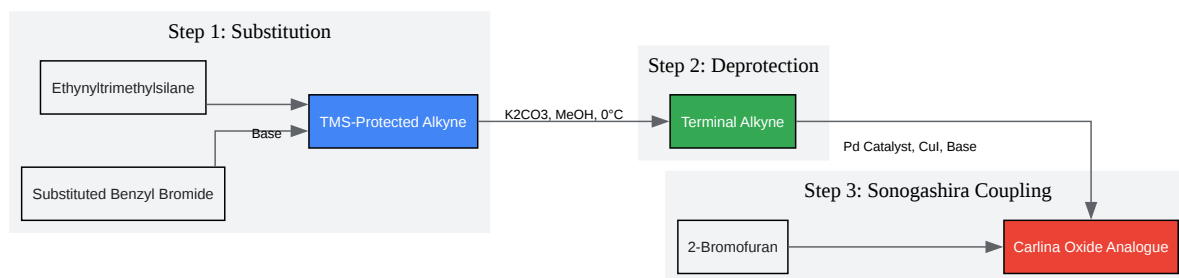 Step 1: Substitution
Ethynyltrimethylsilane
Base
Substituted Benzyl Bromide
TMS-Protected Alkyne
K2CO3, MeOH, 0°C
Step 2: Deprotection
Terminal Alkyne
Pd Catalyst, CuI, Base
Step 3: Sonogashira Coupling
2-Bromofuran
Carlina Oxide Analogue